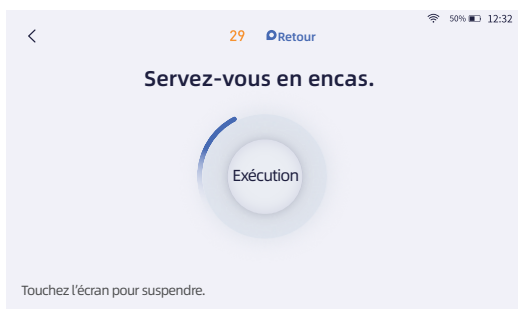 50% 12:32
29 Retour
Servez-vous en encas.
Exécution
Touchez l'écran pour suspendre.